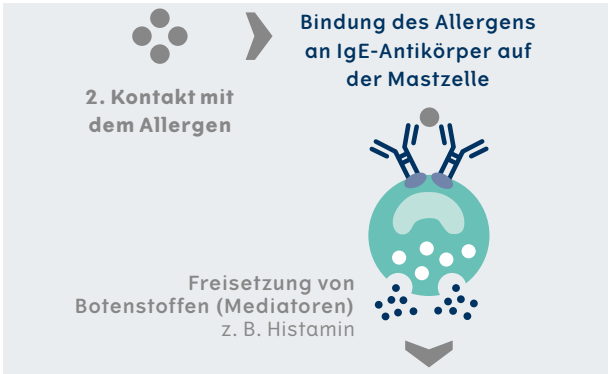 2. Kontakt mit
dem Allergen
Bindung des Allergens
an IgE-Antikörper auf
der Mastzelle
Freisetzung von
Botenstoffen (Mediatoren)
z. B. Histamin